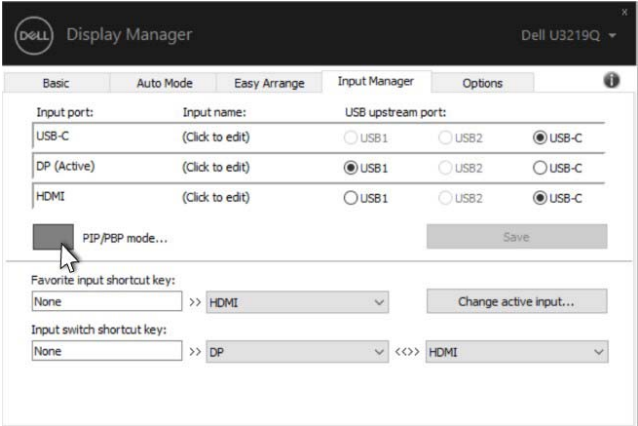 x
DELL Display Manager Dell U3219Q
Basic Auto Mode Easy Arrange Input Manager Options i
Input port: Input name: USB upstream port:
USB-C (Click to edit) USB1 USB2 USB-C
DP (Active) (Click to edit) USB1 USB2 USB-C
HDMI (Click to edit) USB1 USB2 USB-C
PIP/PBP mode... Save
Favorite input shortcut key:
None >> HDMI Change active input...
Input switch shortcut key:
None >> DP <<>> HDMI